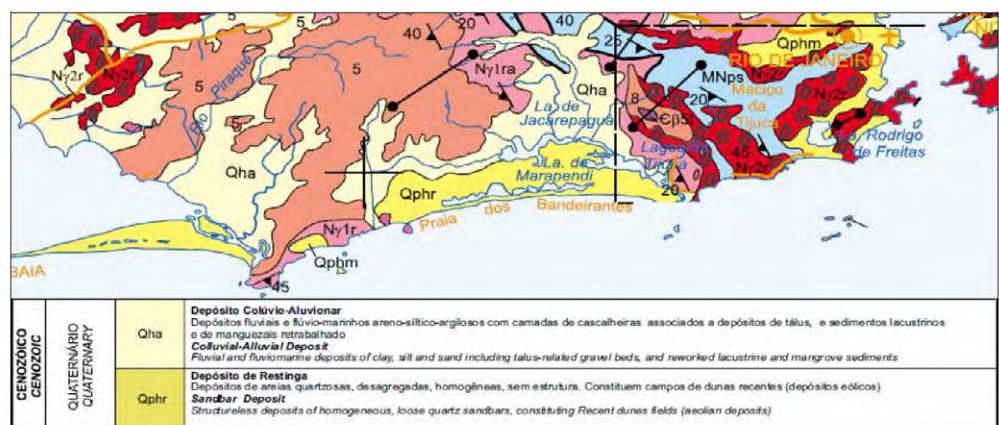 5
20
40
40
25
Qphm
RIO DE JANEIRO
Nγ2r
Nγ2r
5
5
Nγ1ra
MNps
Nγ2r
Piraque
Rio
5
La. de
Jacarepaguá
Qha
8
20
Maciço
da
Tijuca
Nγ2r
Rodrigo
de Freitas
Qha
La. de
Marapendi
Lagoa da
Tijuca
45
Nγ2r
Qphr
20
Praia dos Bandeirantes
Nγ1r
Qphm
BAIA
45
CENOZÓICO
CENOZOIC
QUATERNÁRIO
QUATERNARY
Qha
Depósito Colúvio-Aluvionar
Depósitos fluviais e flúvio-marinhos areno-síltico-argilosos com camadas de cascalheiras associados a depósitos de tálus, e sedimentos lacustrinos
e de manguezais retrabalhado
Colluvial-Alluvial Deposit
Fluvial and fluviomarine deposits of clay, silt and sand including talus-related gravel beds, and reworked lacustrine and mangrove sediments
Qphr
Depósito de Restinga
Depósitos de areias quartzosas, desagregadas, homogêneas, sem estrutura. Constituem campos de dunas recentes (depósitos eólicos)
Sandbar Deposit
Structureless deposits of homogeneous, loose quartz sandbars, constituting Recent dunes fields (aeolian deposits)